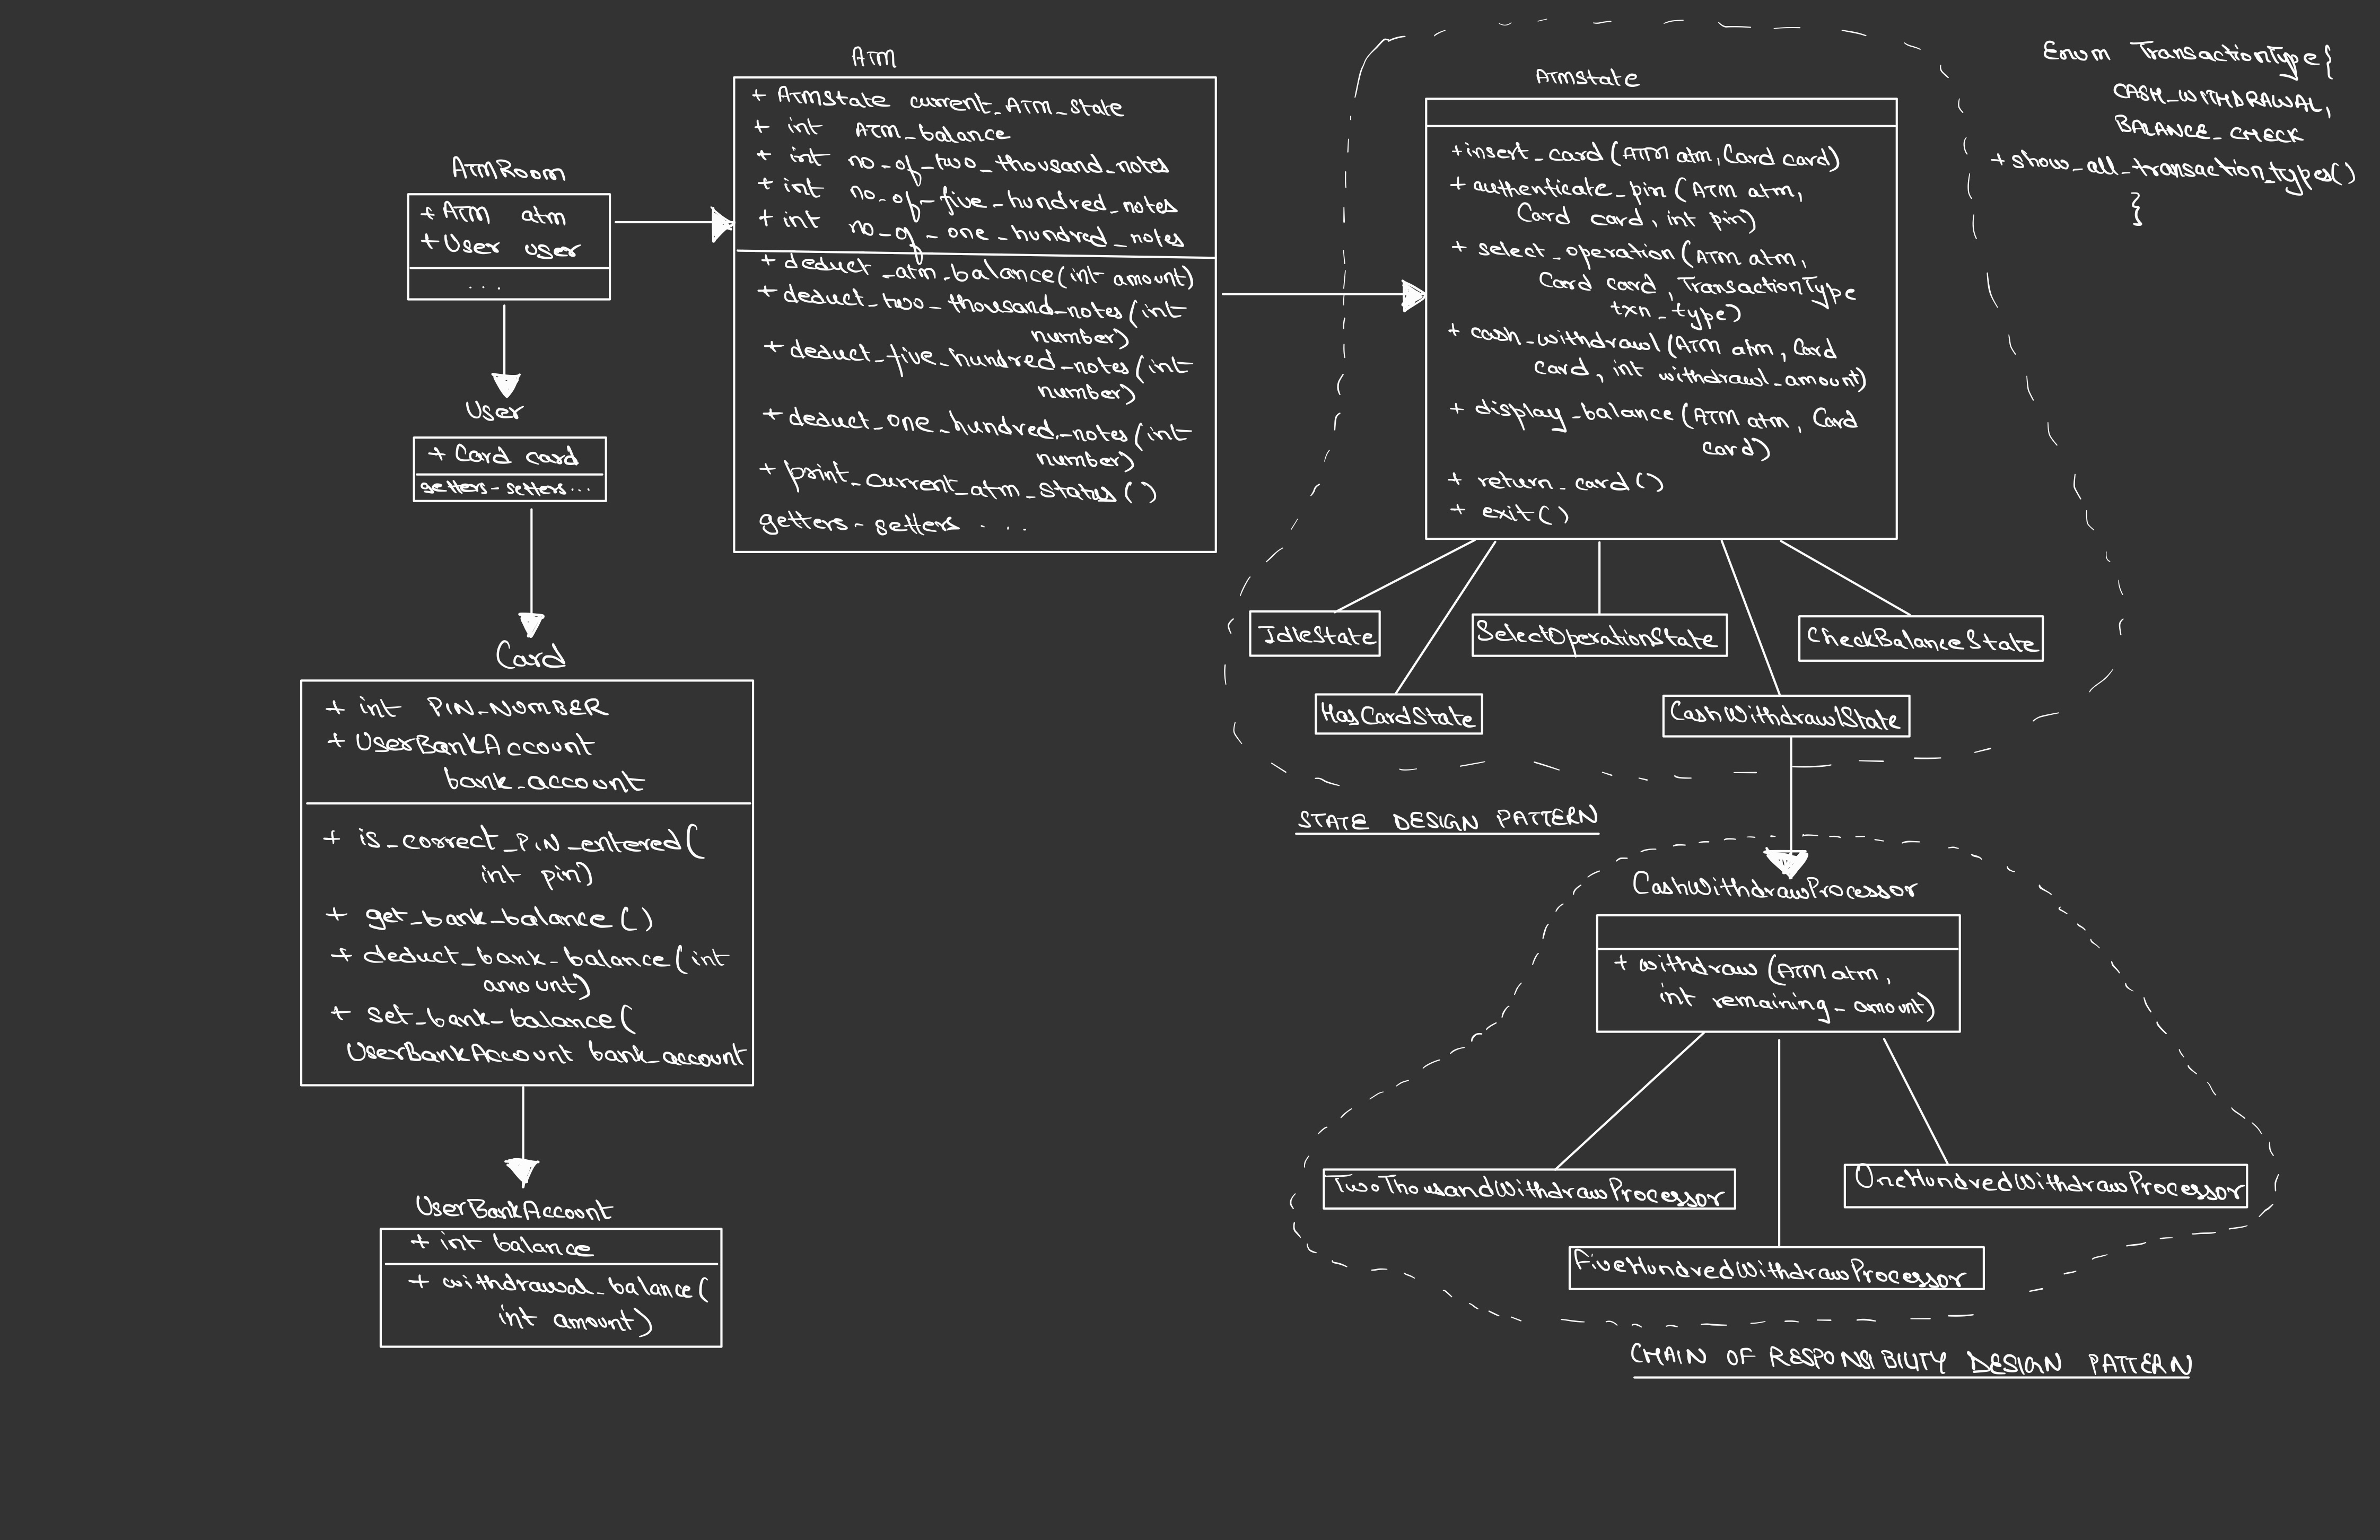 ATMRoom
+ ATM atm
+ User user
...
User
+ Card card
getters-setters...
Card
+ int PIN_NUMBER
+ UserBankAccount
bank_account
+ is_correct_PIN_entered(
int pin)
+ get_bank_balance()
+ deduct_bank_balance(int
amount)
+ set_bank_balance(
UserBankAccount bank_account
UserBankAccount
+ int balance
+ withdrawal_balance(
int amount)
ATM
+ ATMState current_ATM_state
+ int ATM_balance
+ int no_of_two_thousand_notes
+ int no_of_five_hundred_notes
+ int no_of_one_hundred_notes
+ deduct_atm_balance(int amount)
+ deduct_two_thousand_notes(int
number)
+ deduct_five_hundred_notes(int
number)
+ deduct_one_hundred_notes(int
number)
+ print_current_atm_status()
getters-setters ...
ATMState
+insert_card(ATM atm, Card card)
+ authenticate_pin(ATM atm,
Card card, int pin)
+ select_operation(ATM atm,
Card card, TransactionType
txn_type)
+ cash_withdrawl(ATM atm, Card
card, int withdrawl_amount)
+ display_balance(ATM atm, Card
card)
+ return_card()
+ exit()
IdleState
SelectOperationState
CheckBalanceState
HasCardState
CashWithdrawlState
STATE DESIGN PATTERN
Enum TransactionType{
CASH_WITHDRAWAL,
BALANCE_CHECK
+ show_all_transaction_types()
}
CashWithdrawProcessor
+ withdraw(ATM atm,
int remaining_amount)
TwoThousandWithdrawProcessor
OneHundredWithdrawProcessor
FiveHundredWithdrawProcessor
CHAIN OF RESPONSIBILITY DESIGN PATTERN